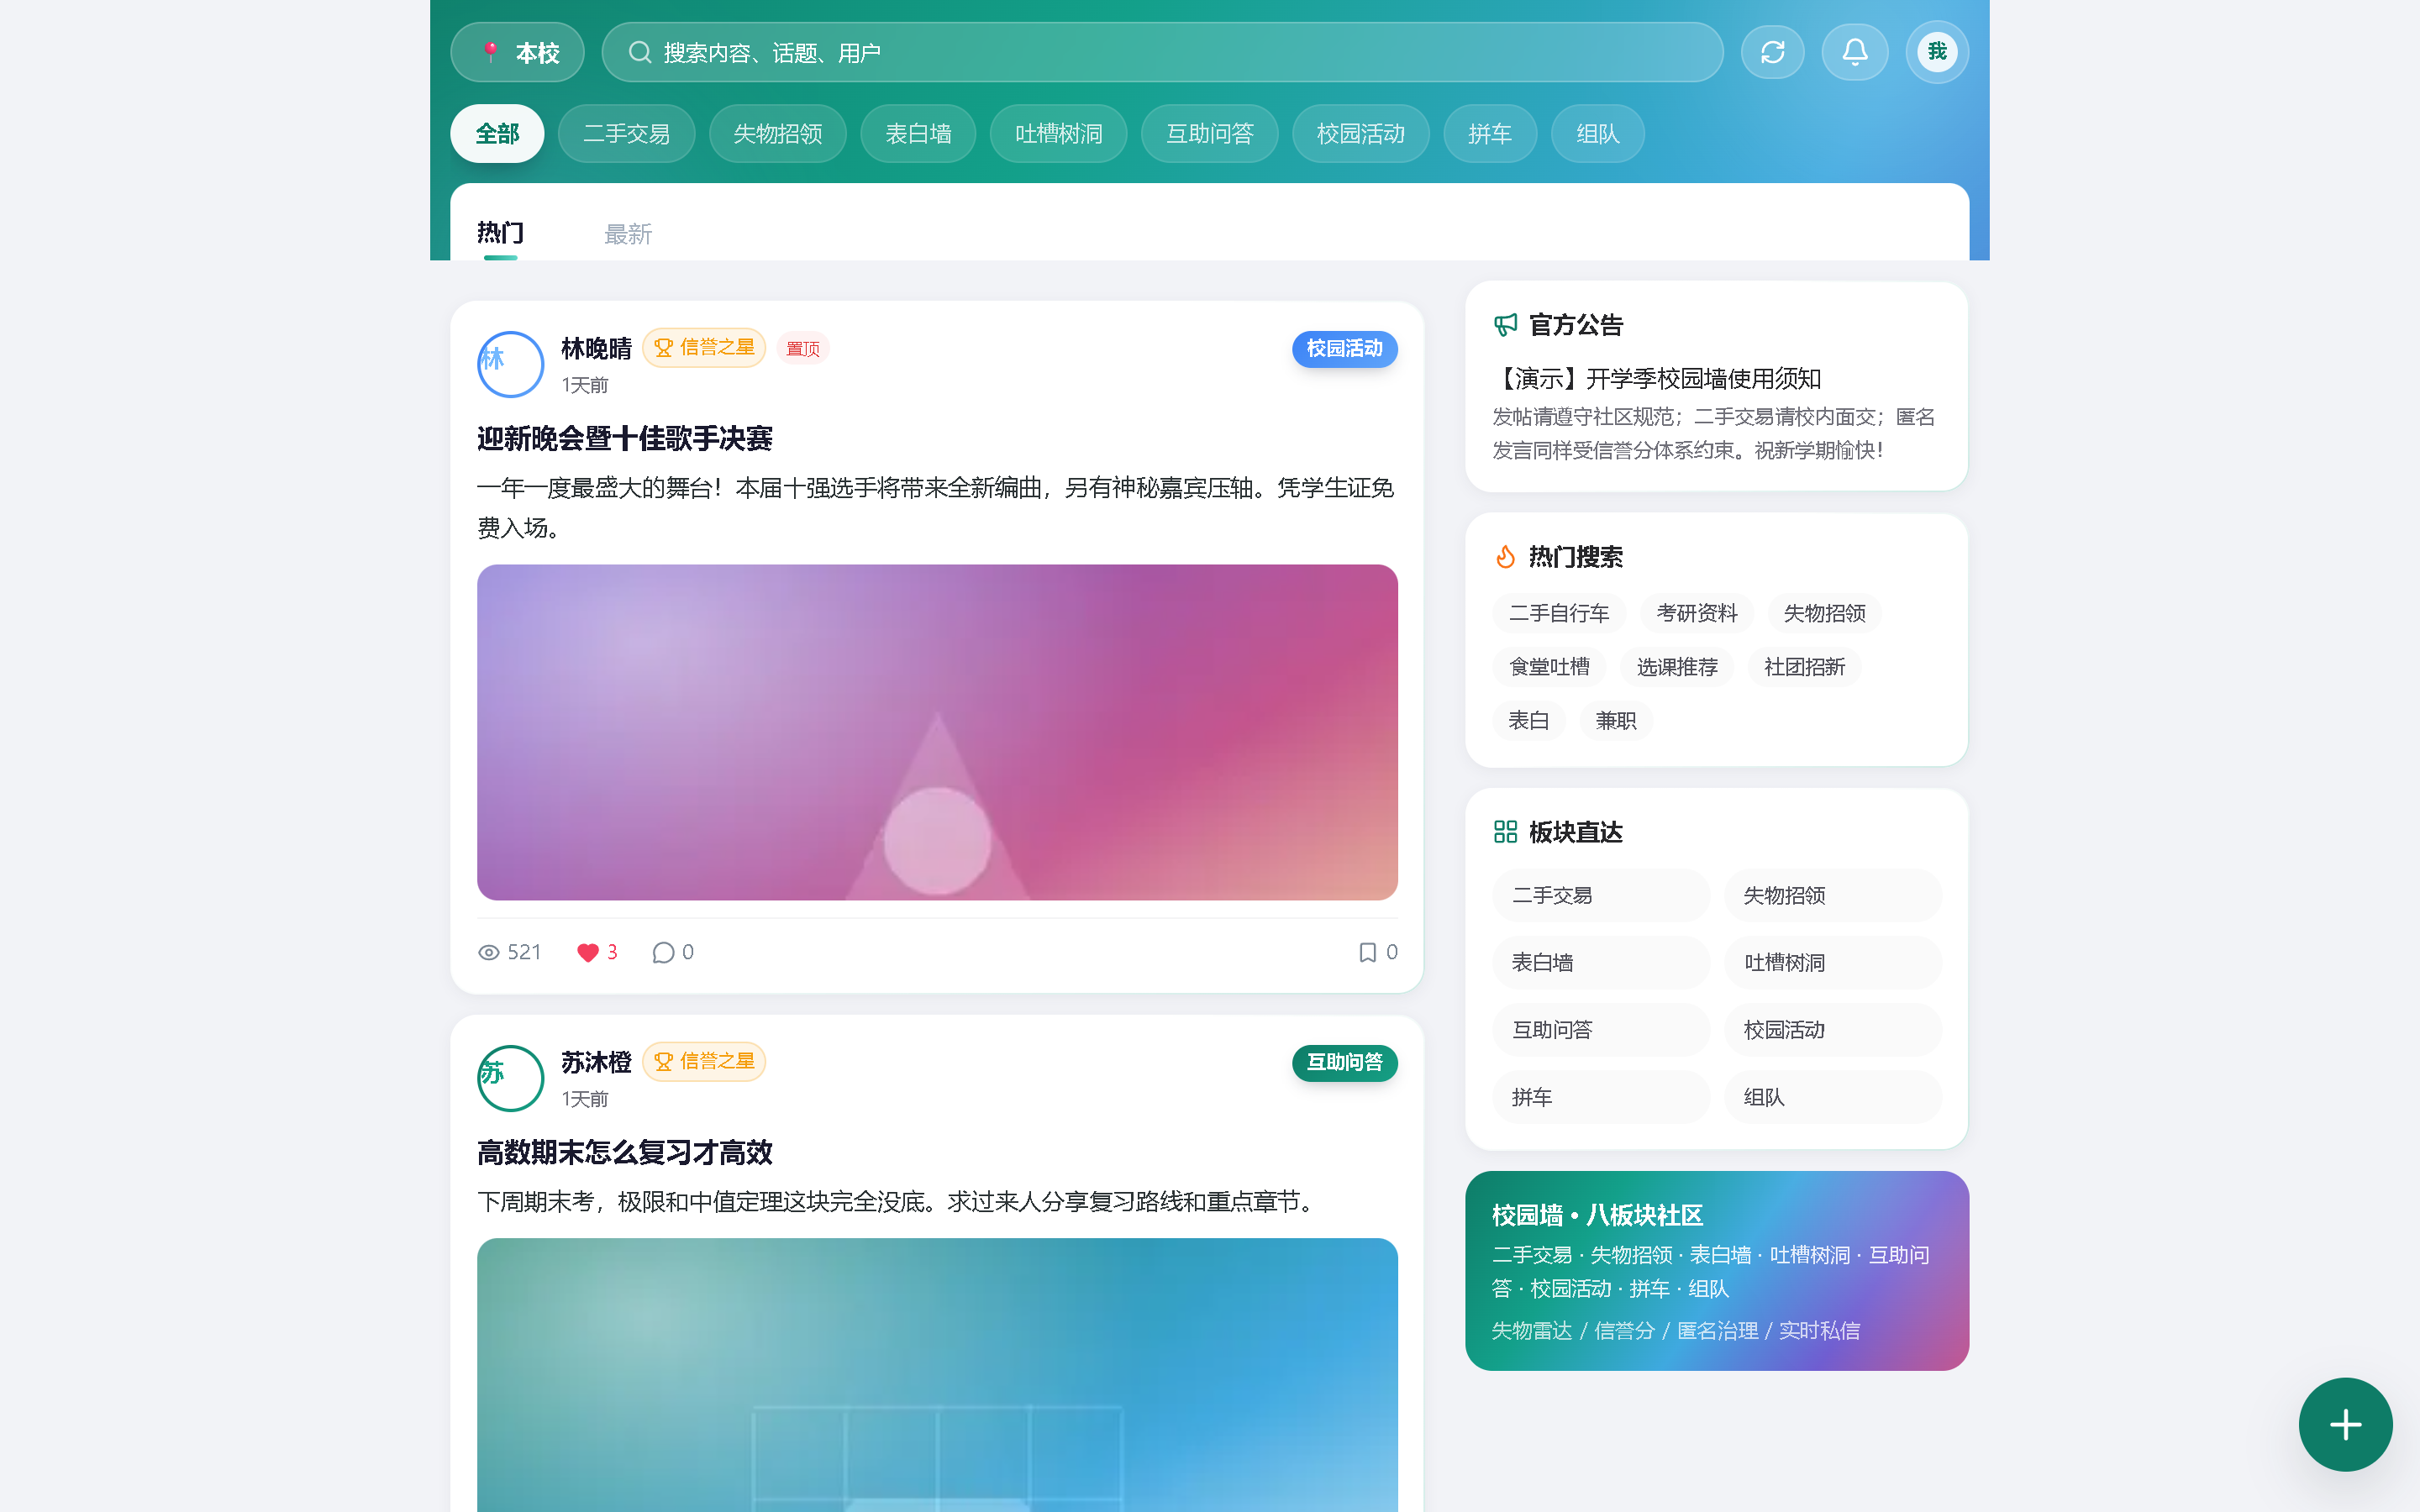 本校
搜索内容、话题、用户
我
全部
二手交易
失物招领
表白墙
吐槽树洞
互助问答
校园活动
拼车
组队
热门
最新
林
林晚晴
信誉之星
置顶
校园活动
1天前
迎新晚会暨十佳歌手决赛
一年一度最盛大的舞台！本届十强选手将带来全新编曲，另有神秘嘉宾压轴。凭学生证免
费入场。
521
3
0
0
苏
苏沐橙
信誉之星
互助问答
1天前
高数期末怎么复习才高效
下周期末考，极限和中值定理这块完全没底。求过来人分享复习路线和重点章节。
官方公告
【演示】开学季校园墙使用须知
发帖请遵守社区规范；二手交易请校内面交；匿名
发言同样受信誉分体系约束。祝新学期愉快！
热门搜索
二手自行车
考研资料
失物招领
食堂吐槽
选课推荐
社团招新
表白
兼职
板块直达
二手交易
失物招领
表白墙
吐槽树洞
互助问答
校园活动
拼车
组队
校园墙 • 八板块社区
二手交易 · 失物招领 · 表白墙 · 吐槽树洞 · 互助问
答 · 校园活动 · 拼车 · 组队
失物雷达 / 信誉分 / 匿名治理 / 实时私信